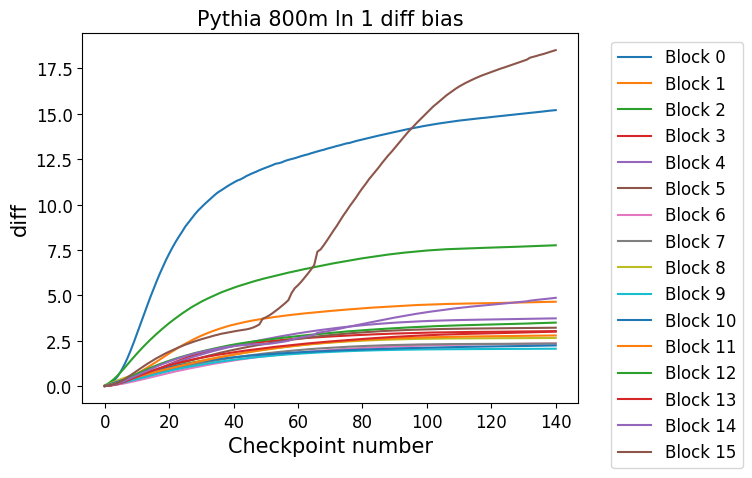 Pythia 800m ln 1 diff bias
17.5
15.0
12.5
10.0
7.5
5.0
2.5
0.0
diff
0 20 40 60 80 100 120 140
Checkpoint number
Block 0
Block 1
Block 2
Block 3
Block 4
Block 5
Block 6
Block 7
Block 8
Block 9
Block 10
Block 11
Block 12
Block 13
Block 14
Block 15